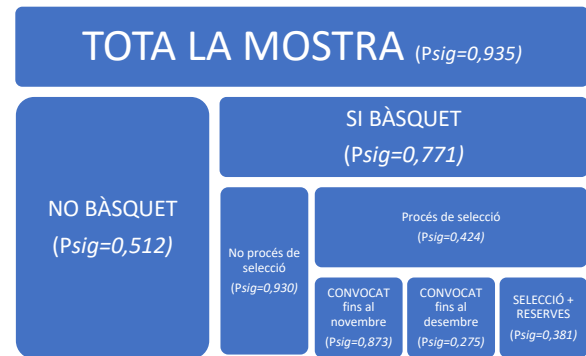 TOTA LA MOSTRA (Psig=0,935)
SI BÀSQUET
(Psig=0,771)
NO BÀSQUET
(Psig=0,512)
No procés de
selecció
(Psig=0,930)
Procés de selecció
(Psig=0,424)
CONVOCAT
fins al
novembre
(Psig=0,873)
CONVOCAT
fins al
desembre
(Psig=0,275)
SELECCIÓ +
RESERVES
(Psig=0,381)